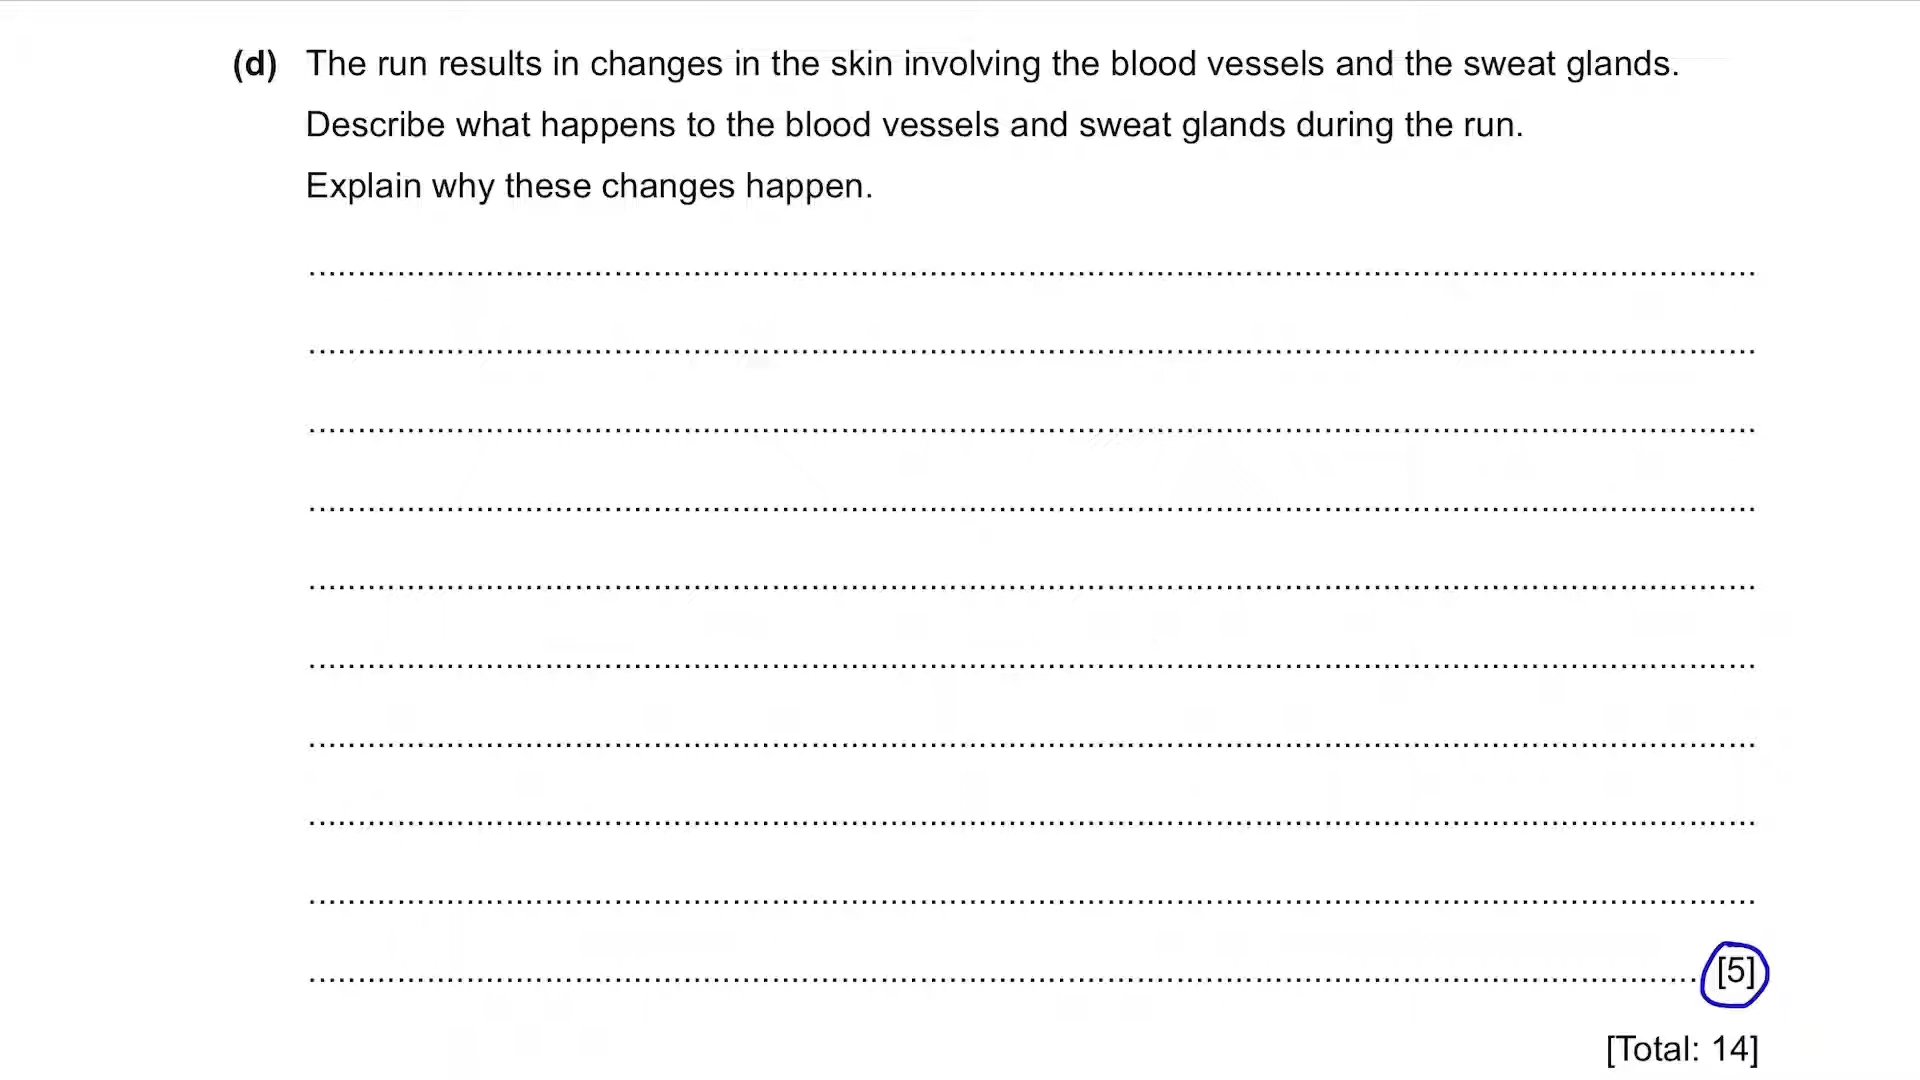 (d) The run results in changes in the skin involving the blood vessels and the sweat glands.
Describe what happens to the blood vessels and sweat glands during the run.
Explain why these changes happen.
[5]
[Total: 14]